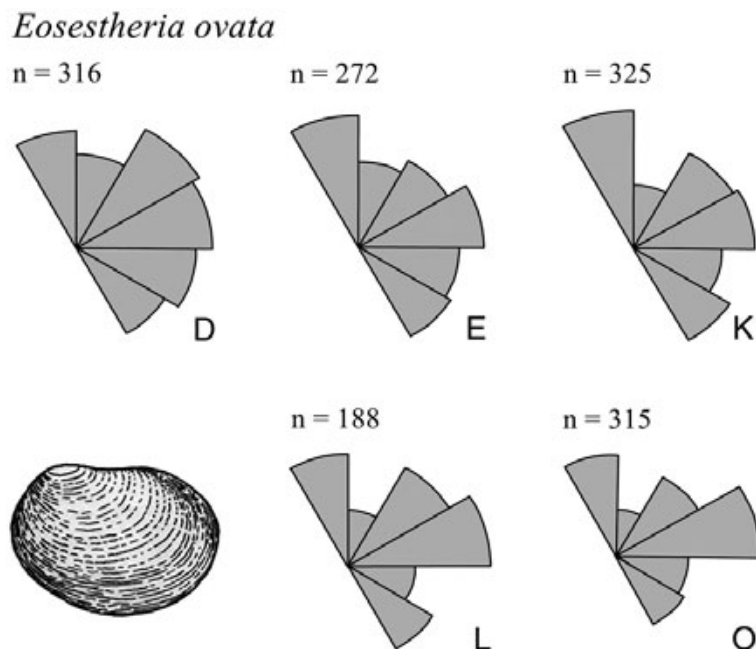 Eosestheria ovata
n = 316
n = 272
n = 325
D
E
K
n = 188
n = 315
L
O